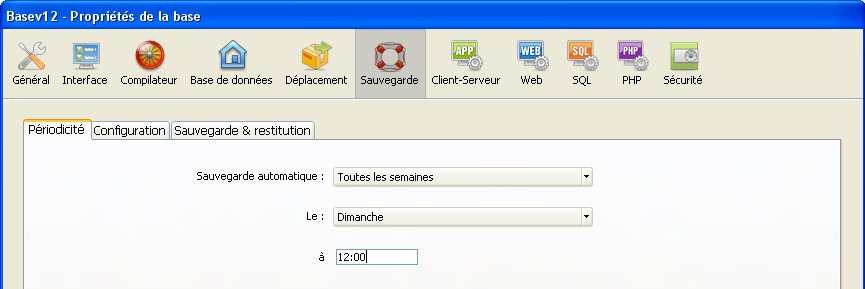 Basev12 - Propriétés de la base
Général Interface Compilateur Base de données Déplacement Sauvegarde Client-Serveur Web SQL PHP Sécurité
APP WEB SQL PHP
Périodicité Configuration Sauvegarde & restitution
Sauvegarde automatique : Toutes les semaines
Le : Dimanche
à 12:00